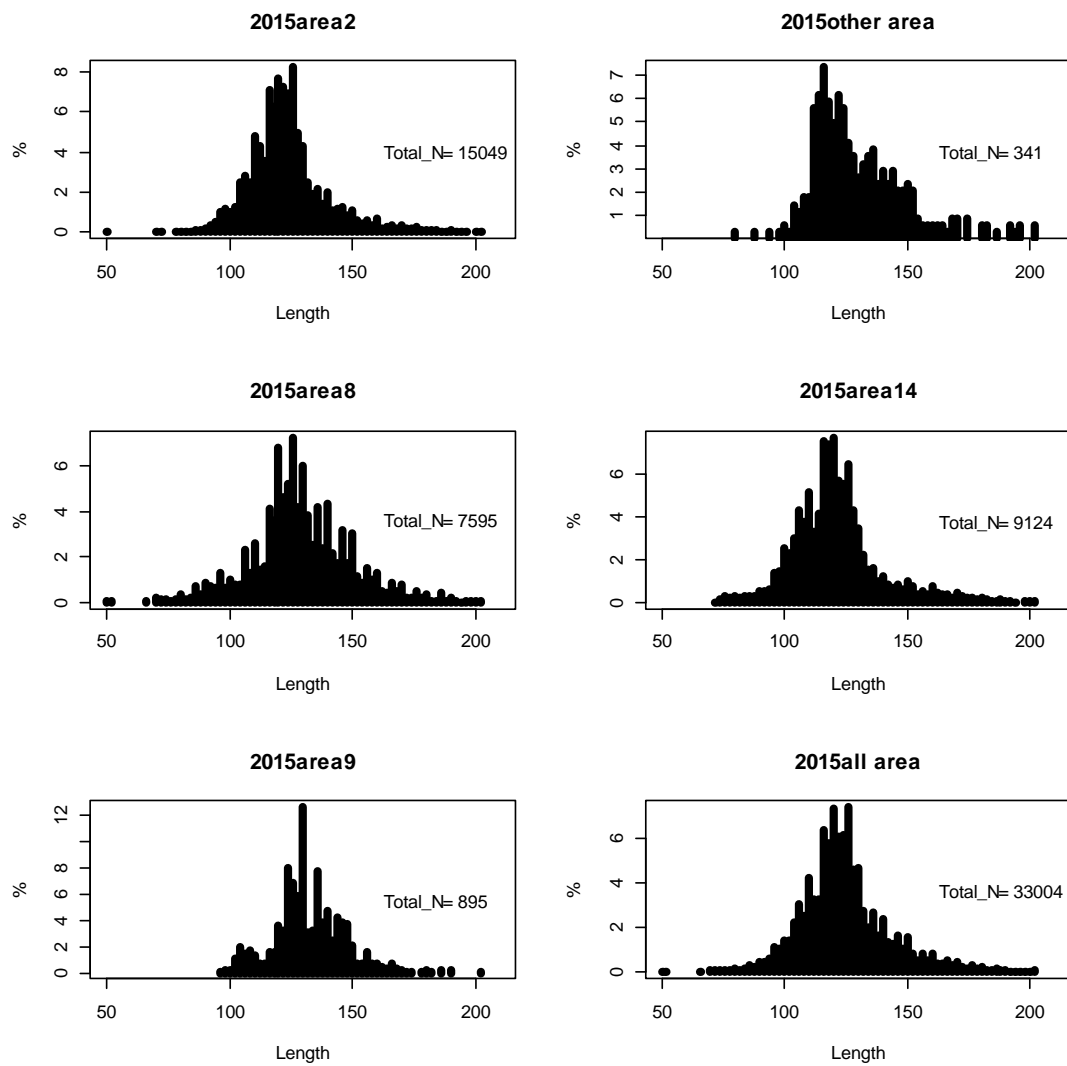 2015area2
%
8
6
4
2
0
Total_N= 15049
50 100 150 200
Length
2015other area
%
7
6
5
4
3
2
1
Total_N= 341
50 100 150 200
Length
2015area8
%
6
4
2
0
Total_N= 7595
50 100 150 200
Length
2015area14
%
6
4
2
0
Total_N= 9124
50 100 150 200
Length
2015area9
%
12
8
6
4
2
0
Total_N= 895
50 100 150 200
Length
2015all area
%
6
4
2
0
Total_N= 33004
50 100 150 200
Length